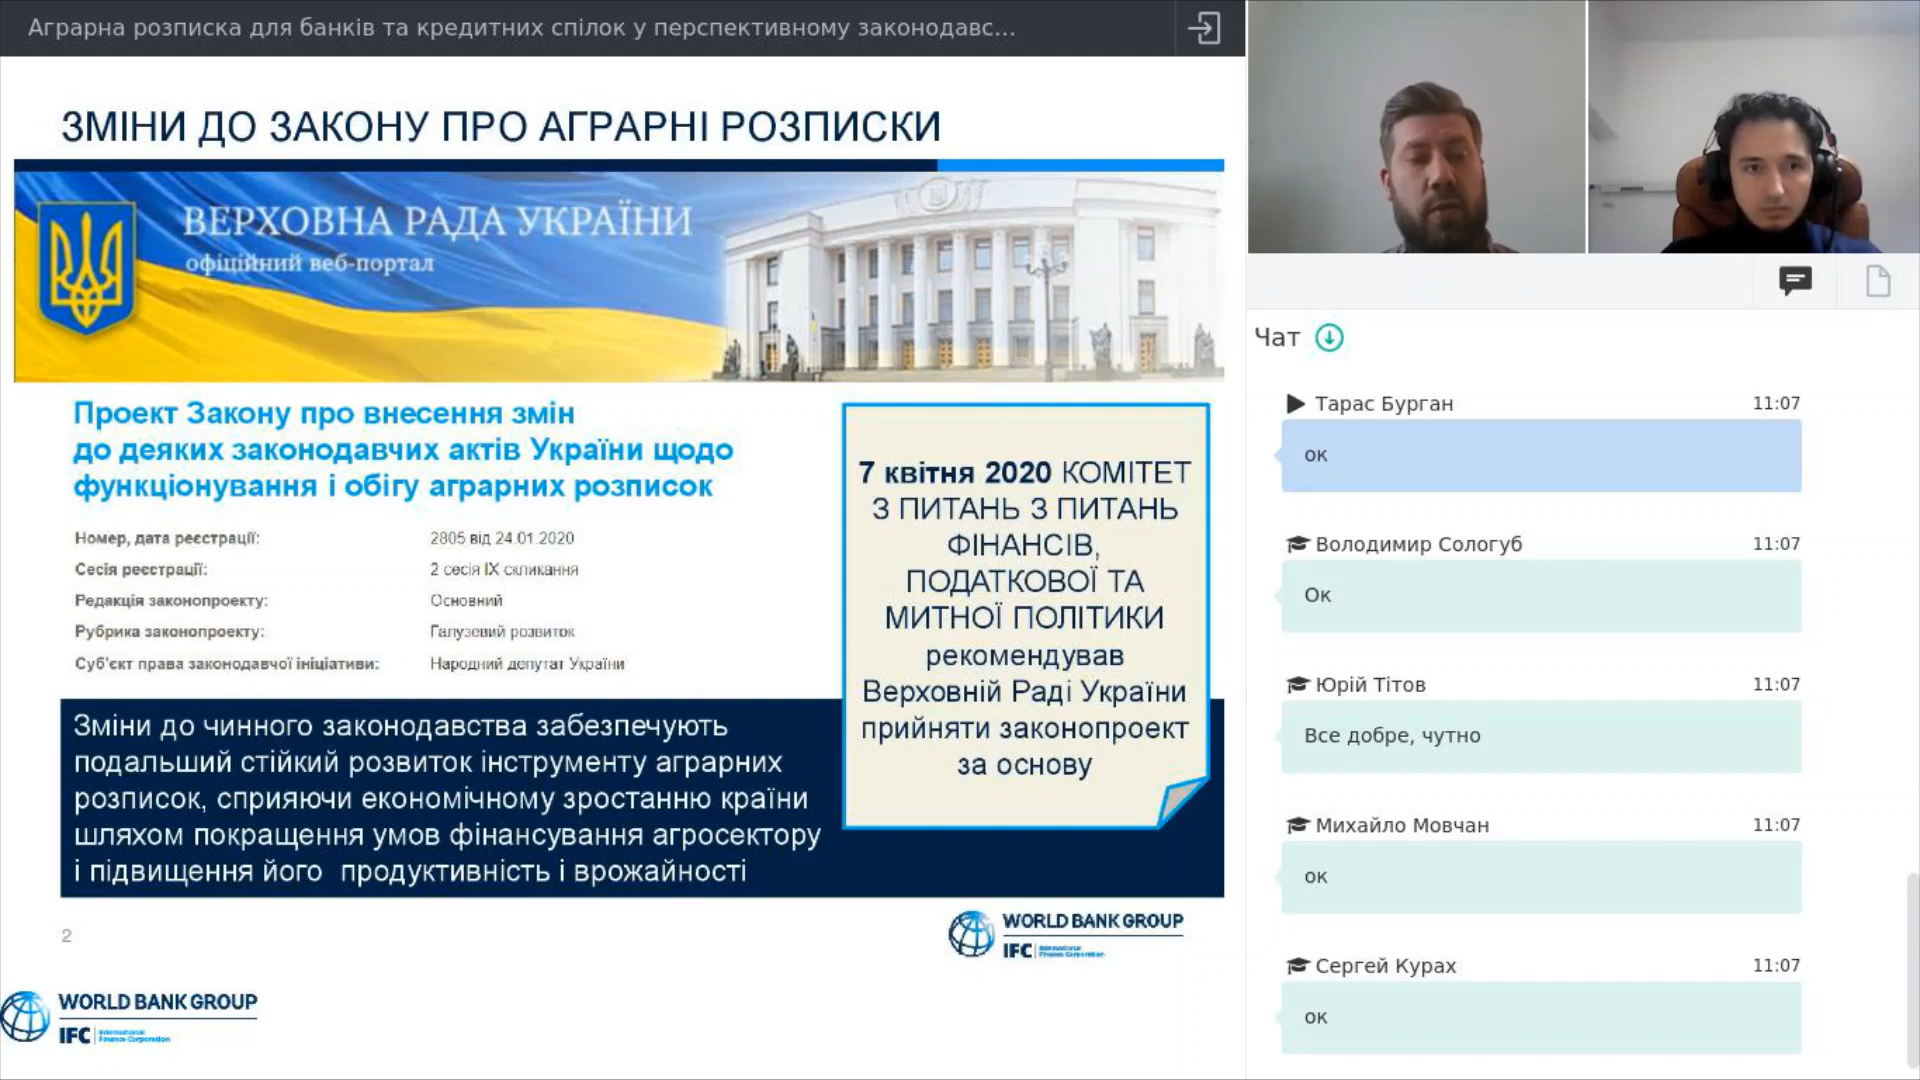 Аграрна розписка для банків та кредитних спілок у перспективному законодавс...
ЗМІНИ ДО ЗАКОНУ ПРО АГРАРНІ РОЗПИСКИ
ВЕРХОВНА РАДА УКРАЇНИ
офіційний веб-портал
Проект Закону про внесення змін
до деяких законодавчих актів України щодо
функціонування і обігу аграрних розписок
Номер, дата реєстрації: 2805 від 24.01.2020
Сесія реєстрації: 2 сесія IX скликання
Редакція законопроекту: Основний
Рубрика законопроекту: Галузевий розвиток
Суб'єкт права законодавчої ініціативи: Народний депутат України
7 квітня 2020 КОМІТЕТ
З ПИТАНЬ З ПИТАНЬ
ФІНАНСІВ,
ПОДАТКОВОЇ ТА
МИТНОЇ ПОЛІТИКИ
рекомендував
Верховній Раді України
прийняти законопроект
за основу
Зміни до чинного законодавства забезпечують
подальший стійкий розвиток інструменту аграрних
розписок, сприяючи економічному зростанню країни
шляхом покращення умов фінансування агросектору
і підвищення його продуктивність і врожайності
2
WORLD BANK GROUP
IFC International
Finance Corporation
WORLD BANK GROUP
IFC International
Finance Corporation
Чат
Тарас Бурган 11:07
ок
Володимир Сологуб 11:07
Ок
Юрій Тітов 11:07
Все добре, чутно
Михайло Мовчан 11:07
ок
Сергей Курах 11:07
ок